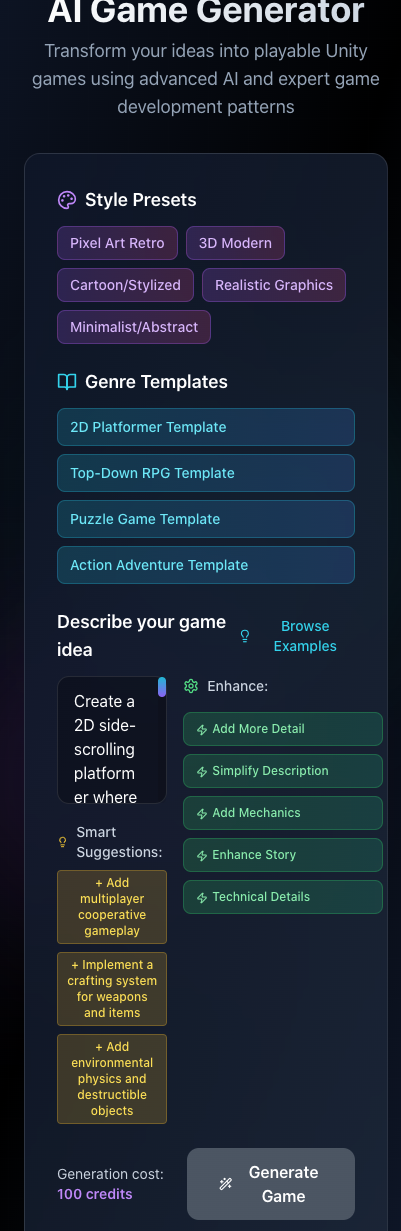 AI Game Generator
Transform your ideas into playable Unity
games using advanced AI and expert game
development patterns
Style Presets
Pixel Art Retro
3D Modern
Cartoon/Stylized
Realistic Graphics
Minimalist/Abstract
Genre Templates
2D Platformer Template
Top-Down RPG Template
Puzzle Game Template
Action Adventure Template
Describe your game
idea
Browse
Examples
Create a
2D side-
scrolling
platform
er where
Enhance:
Add More Detail
Simplify Description
Add Mechanics
Enhance Story
Technical Details
Smart
Suggestions:
+ Add
multiplayer
cooperative
gameplay
+ Implement a
crafting system
for weapons
and items
+ Add
environmental
physics and
destructible
objects
Generation cost:
100 credits
Generate
Game